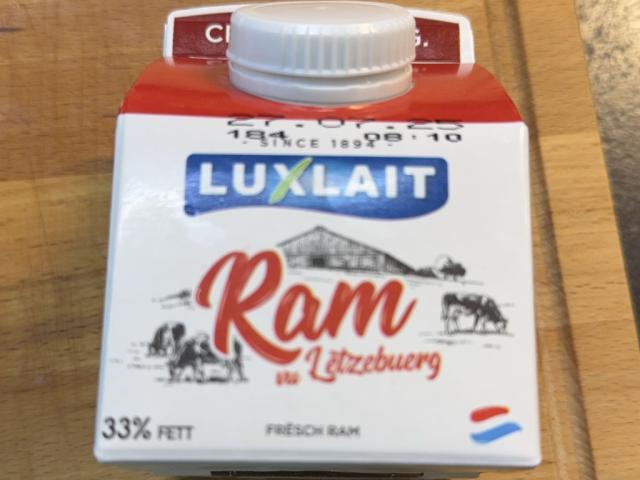 27.07.25
184 08:10
- SINCE 1894 -
LUXLAIT
Ram
vu Lëtzebuerg
33% FETT
FRËSCH RAM